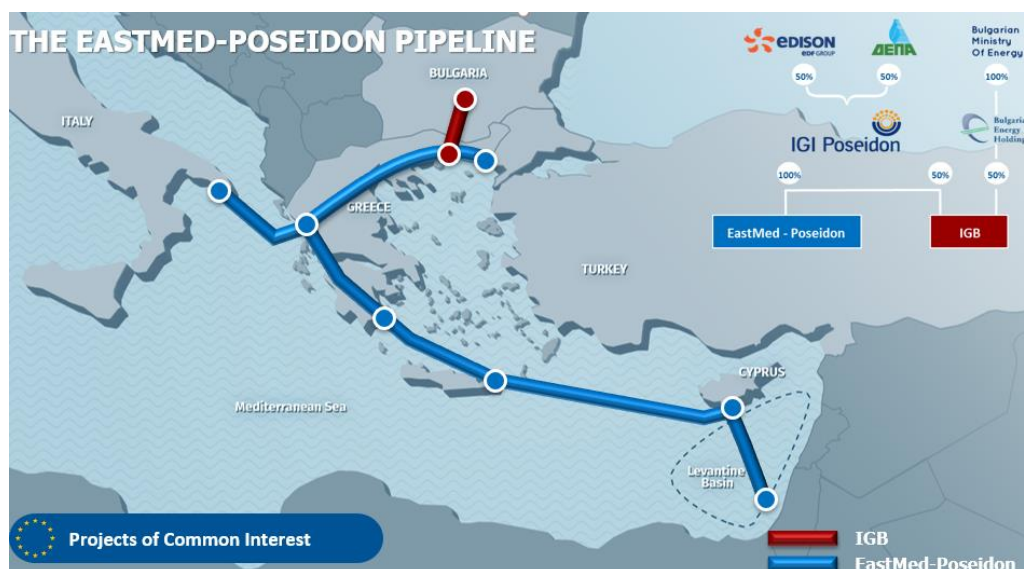 THE EASTMED-POSEIDON PIPELINE
EDISON
EDF GROUP
ΔΕΠΑ
Bulgarian
Ministry
Of Energy
50%
50%
100%
IGI Poseidon
Bulgarian
Energy
Holding
100%
50%
50%
EastMed - Poseidon
IGB
BULGARIA
ITALY
GREECE
TURKEY
CYPRUS
Mediterranean Sea
Levantine
Basin
Projects of Common Interest
IGB
EastMed-Poseidon